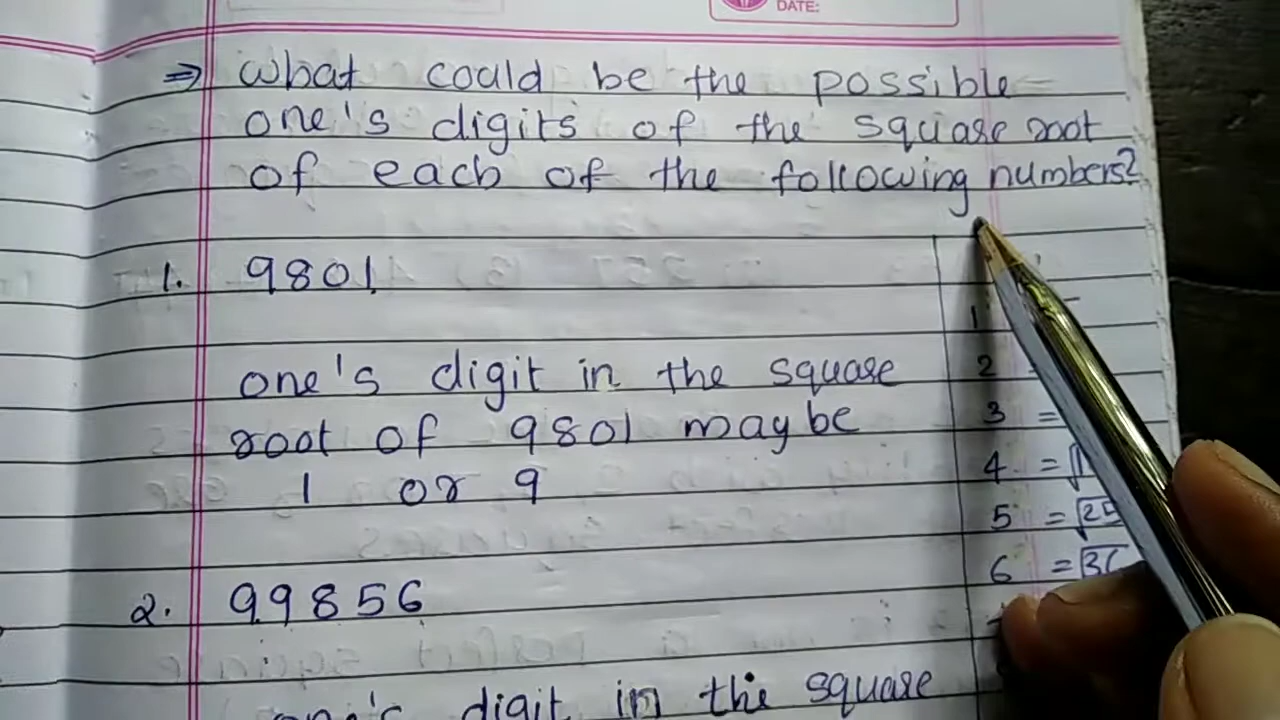 DATE:
⇒ What could be the possible
one's digits of the square root
of each of the following numbers?
1. 9801
one's digit in the square
root of 9801 may be
1 or 9
2. 99856
one's digit in the square
1
2
3 =
4 =
5 = √25
6 =